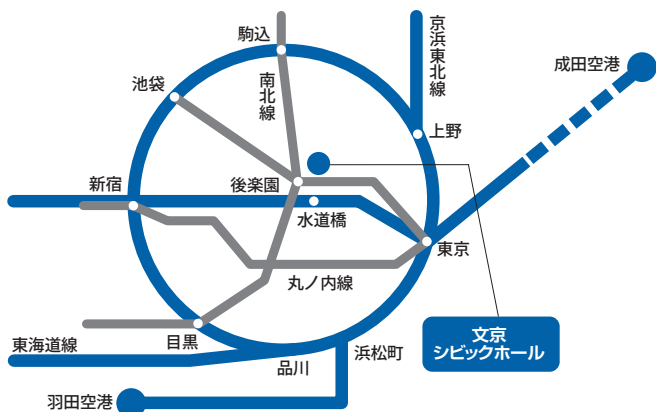 駒込
京浜東北線
成田空港
池袋
南北線
上野
新宿
後楽園
水道橋
東京
丸ノ内線
文京
シビックホール
東海道線
目黒
品川
浜松町
羽田空港